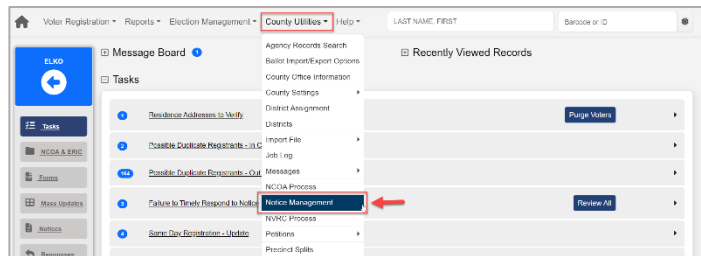 Voter Registration Reports Election Management County Utilities Help LAST NAME, FIRST Barcode or ID
ELKO
Message Board 1
Recently Viewed Records
Tasks
Agency Records Search
Ballot Import/Export Options
County Office Information
County Settings
District Assignment
Districts
Import File
Job Log
Messages
NCOA Process
Notice Management
NVRC Process
Petitions
Precinct Splits
Tasks
NCOA & ERIC
Forms
Mass Updates
Notices
Responses
1 Residence Addresses to Verify Purge Voters
2 Possible Duplicate Registrants - In C
164 Possible Duplicate Registrants - Out
Failure to Timely Respond to Notice Review All
Same Day Registration - Update